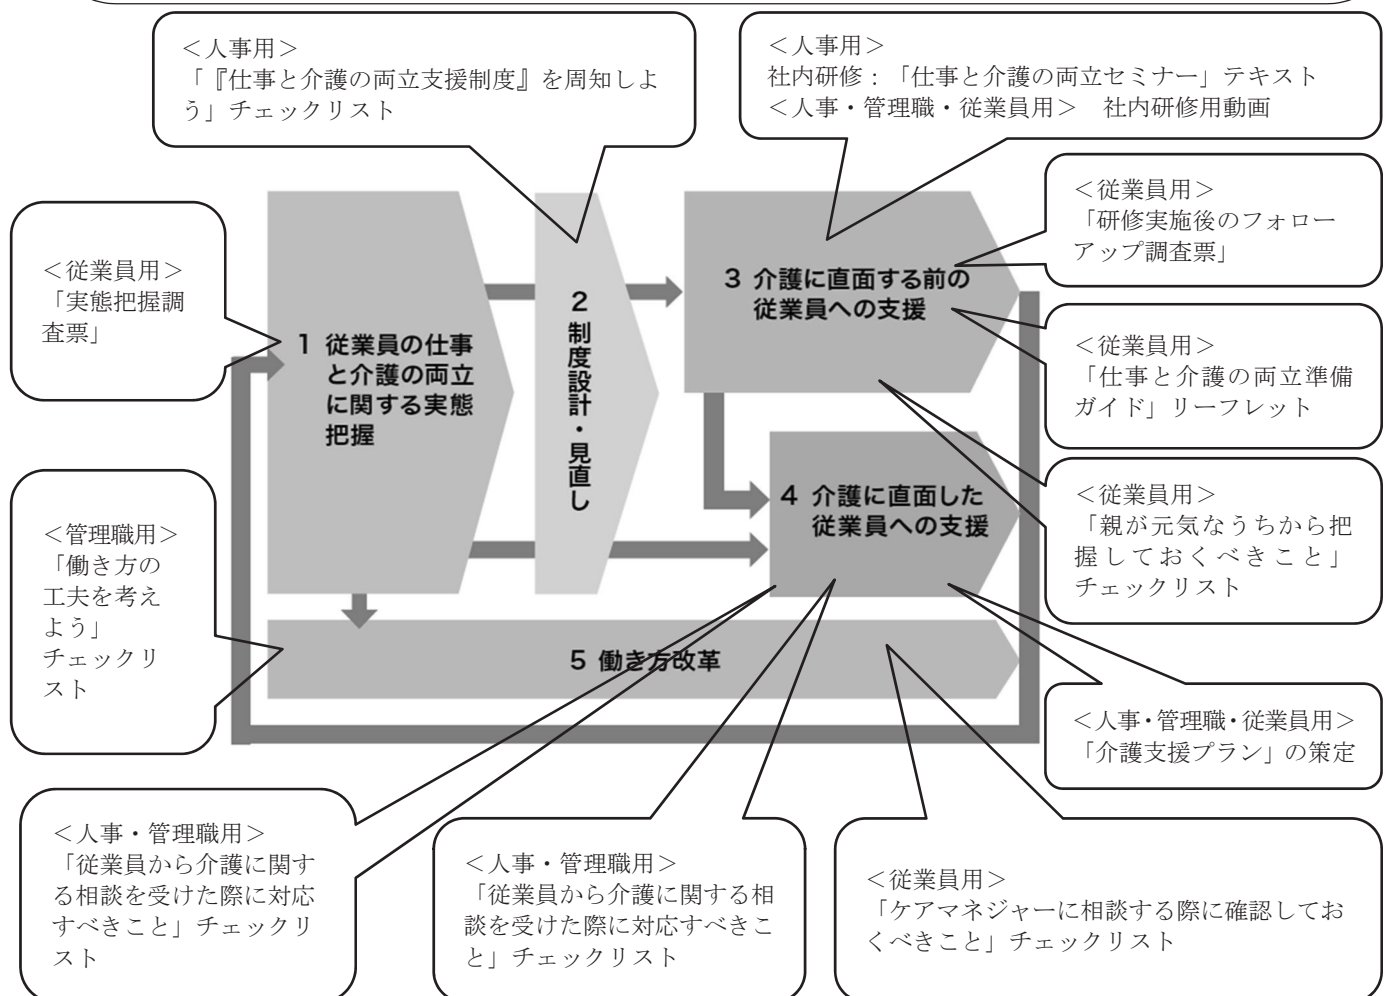 ＜人事用＞
「『仕事と介護の両立支援制度』を周知しよ
う」チェックリスト
＜人事用＞
社内研修：「仕事と介護の両立セミナー」テキスト
＜人事・管理職・従業員用＞　社内研修用動画
＜従業員用＞
「実態把握調
査票」
1 従業員の仕事
と介護の両立
に関する実態
把握
2 制度設計・見直し
3 介護に直面する前の
従業員への支援
＜従業員用＞
「研修実施後のフォロー
アップ調査票」
＜従業員用＞
「仕事と介護の両立準備
ガイド」リーフレット
4 介護に直面した
従業員への支援
＜従業員用＞
「親が元気なうちから把
握しておくべきこと」
チェックリスト
＜管理職用＞
「働き方の
工夫を考え
よう」
チェックリ
スト
5 働き方改革
＜人事・管理職・従業員用＞
「介護支援プラン」の策定
＜人事・管理職用＞
「従業員から介護に関す
る相談を受けた際に対応
すべきこと」チェックリ
スト
＜人事・管理職用＞
「従業員から介護に関する相
談を受けた際に対応すべきこ
と」チェックリスト
＜従業員用＞
「ケアマネジャーに相談する際に確認してお
くべきこと」チェックリスト